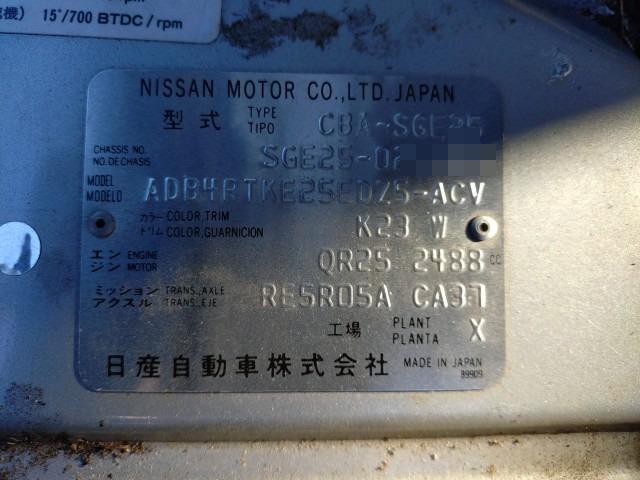 機) 15°/700 BTDC/rpm
NISSAN MOTOR CO.,LTD. JAPAN
型式 TYPE TIPO CBA-SGE25
CHASSIS NO. NO. DE CHASIS SGE25-0
MODEL MODELO ADB4RTKE25EDZ5-ACV
カラー COLOR,TRIM
トリム COLOR,GUARNICION K23 W
エンジン ENGINE MOTOR QR25 2488 CC
ミッション TRANS.,AXLE
アクスル TRANS.,EJE RE5R05A CA37
工場 PLANT PLANTA X
日産自動車株式会社 MADE IN JAPAN
89909